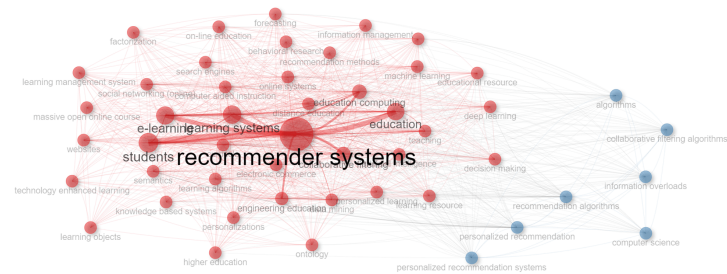 forecasting
on-line education
information management
factorization
behavioral research
recommendation methods
search engines
machine learning
learning management system
online systems
educational resource
social networking (online)
computer aided instruction
algorithms
education computing
massive open online course
distance education
deep learning
e-learning
learning systems
education
collaborative filtering algorithms
websites
teaching
students
recommender systems
collaborative filtering
decision making
electronic commerce
semantics
technology enhanced learning
learning algorithms
information overloads
personalized learning
learning resource
recommendation algorithms
knowledge based systems
engineering education
data mining
personalizations
learning objects
personalized recommendation
computer science
ontology
higher education
personalized recommendation systems